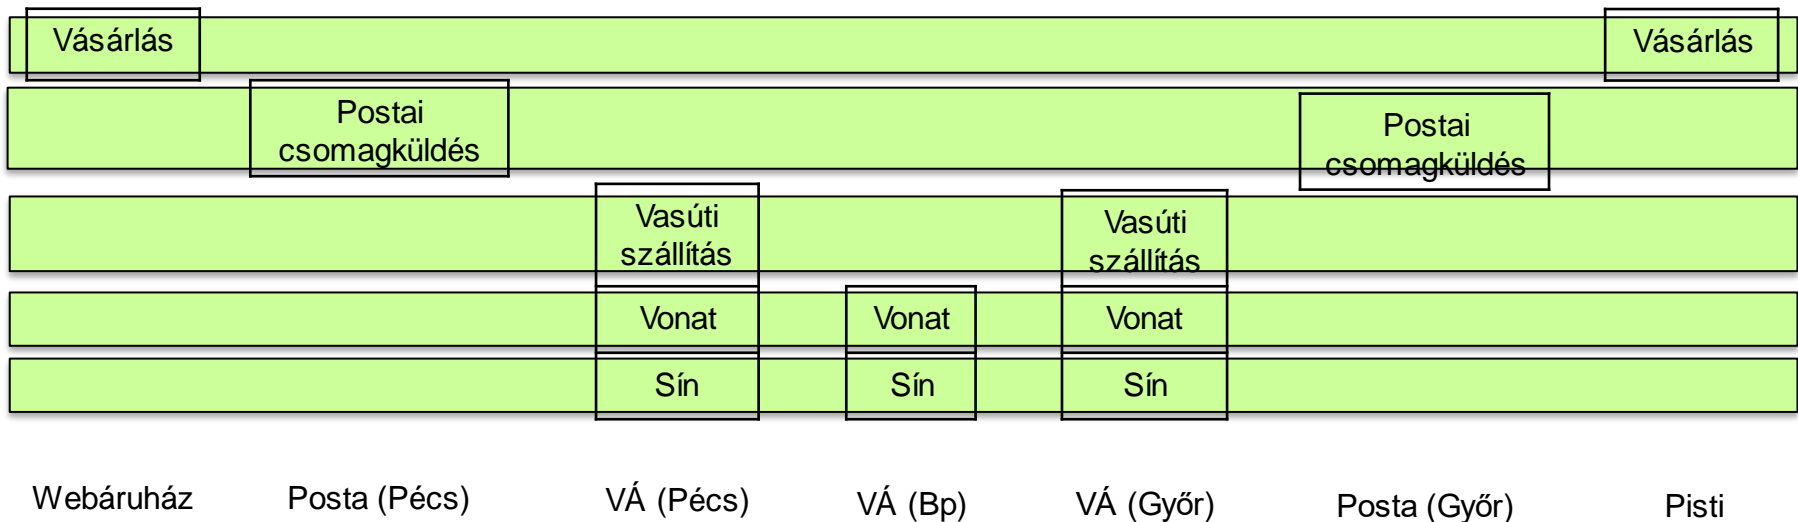 Vásárlás
Vásárlás
Postai
csomagküldés
Postai
csomagküldés
Vasúti
szállítás
Vasúti
szállítás
Vonat
Vonat
Vonat
Sín
Sín
Sín
Webáruház
Posta (Pécs)
VÁ (Pécs)
VÁ (Bp)
VÁ (Győr)
Posta (Győr)
Pisti